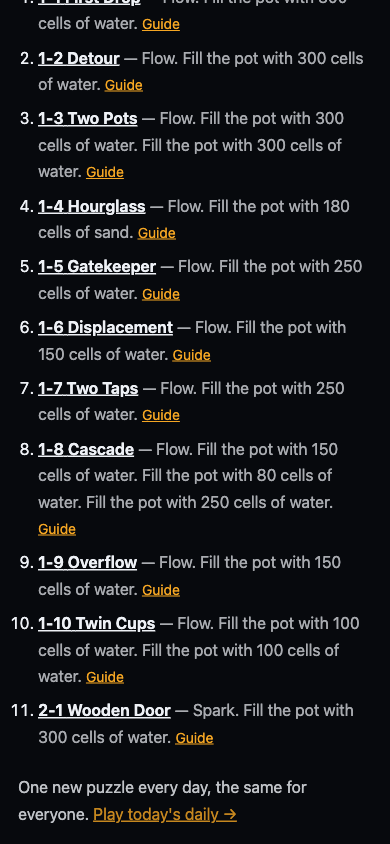 cells of water. Guide
2. 1-2 Detour — Flow. Fill the pot with 300 cells
of water. Guide
3. 1-3 Two Pots — Flow. Fill the pot with 300
cells of water. Fill the pot with 300 cells of
water. Guide
4. 1-4 Hourglass — Flow. Fill the pot with 180
cells of sand. Guide
5. 1-5 Gatekeeper — Flow. Fill the pot with 250
cells of water. Guide
6. 1-6 Displacement — Flow. Fill the pot with
150 cells of water. Guide
7. 1-7 Two Taps — Flow. Fill the pot with 250
cells of water. Guide
8. 1-8 Cascade — Flow. Fill the pot with 150
cells of water. Fill the pot with 80 cells of
water. Fill the pot with 250 cells of water.
Guide
9. 1-9 Overflow — Flow. Fill the pot with 150
cells of water. Guide
10. 1-10 Twin Cups — Flow. Fill the pot with 100
cells of water. Fill the pot with 100 cells of
water. Guide
11. 2-1 Wooden Door — Spark. Fill the pot with
300 cells of water. Guide
One new puzzle every day, the same for
everyone. Play today's daily →